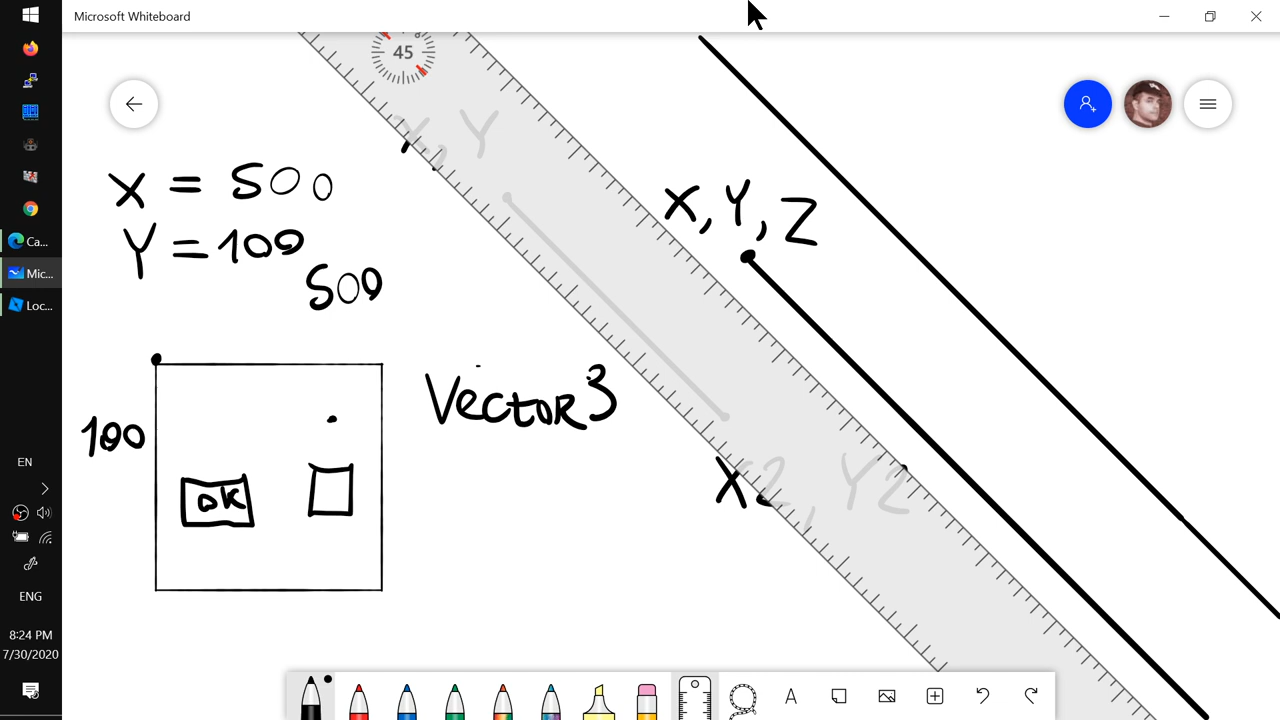 Microsoft Whiteboard
45
X, Y
X = 500
Y = 100
500
X, Y, Z
Ca...
Mic...
Loc...
Vector3
100
OK
X2, Y2
EN
ENG
8:24 PM
7/30/2020
A